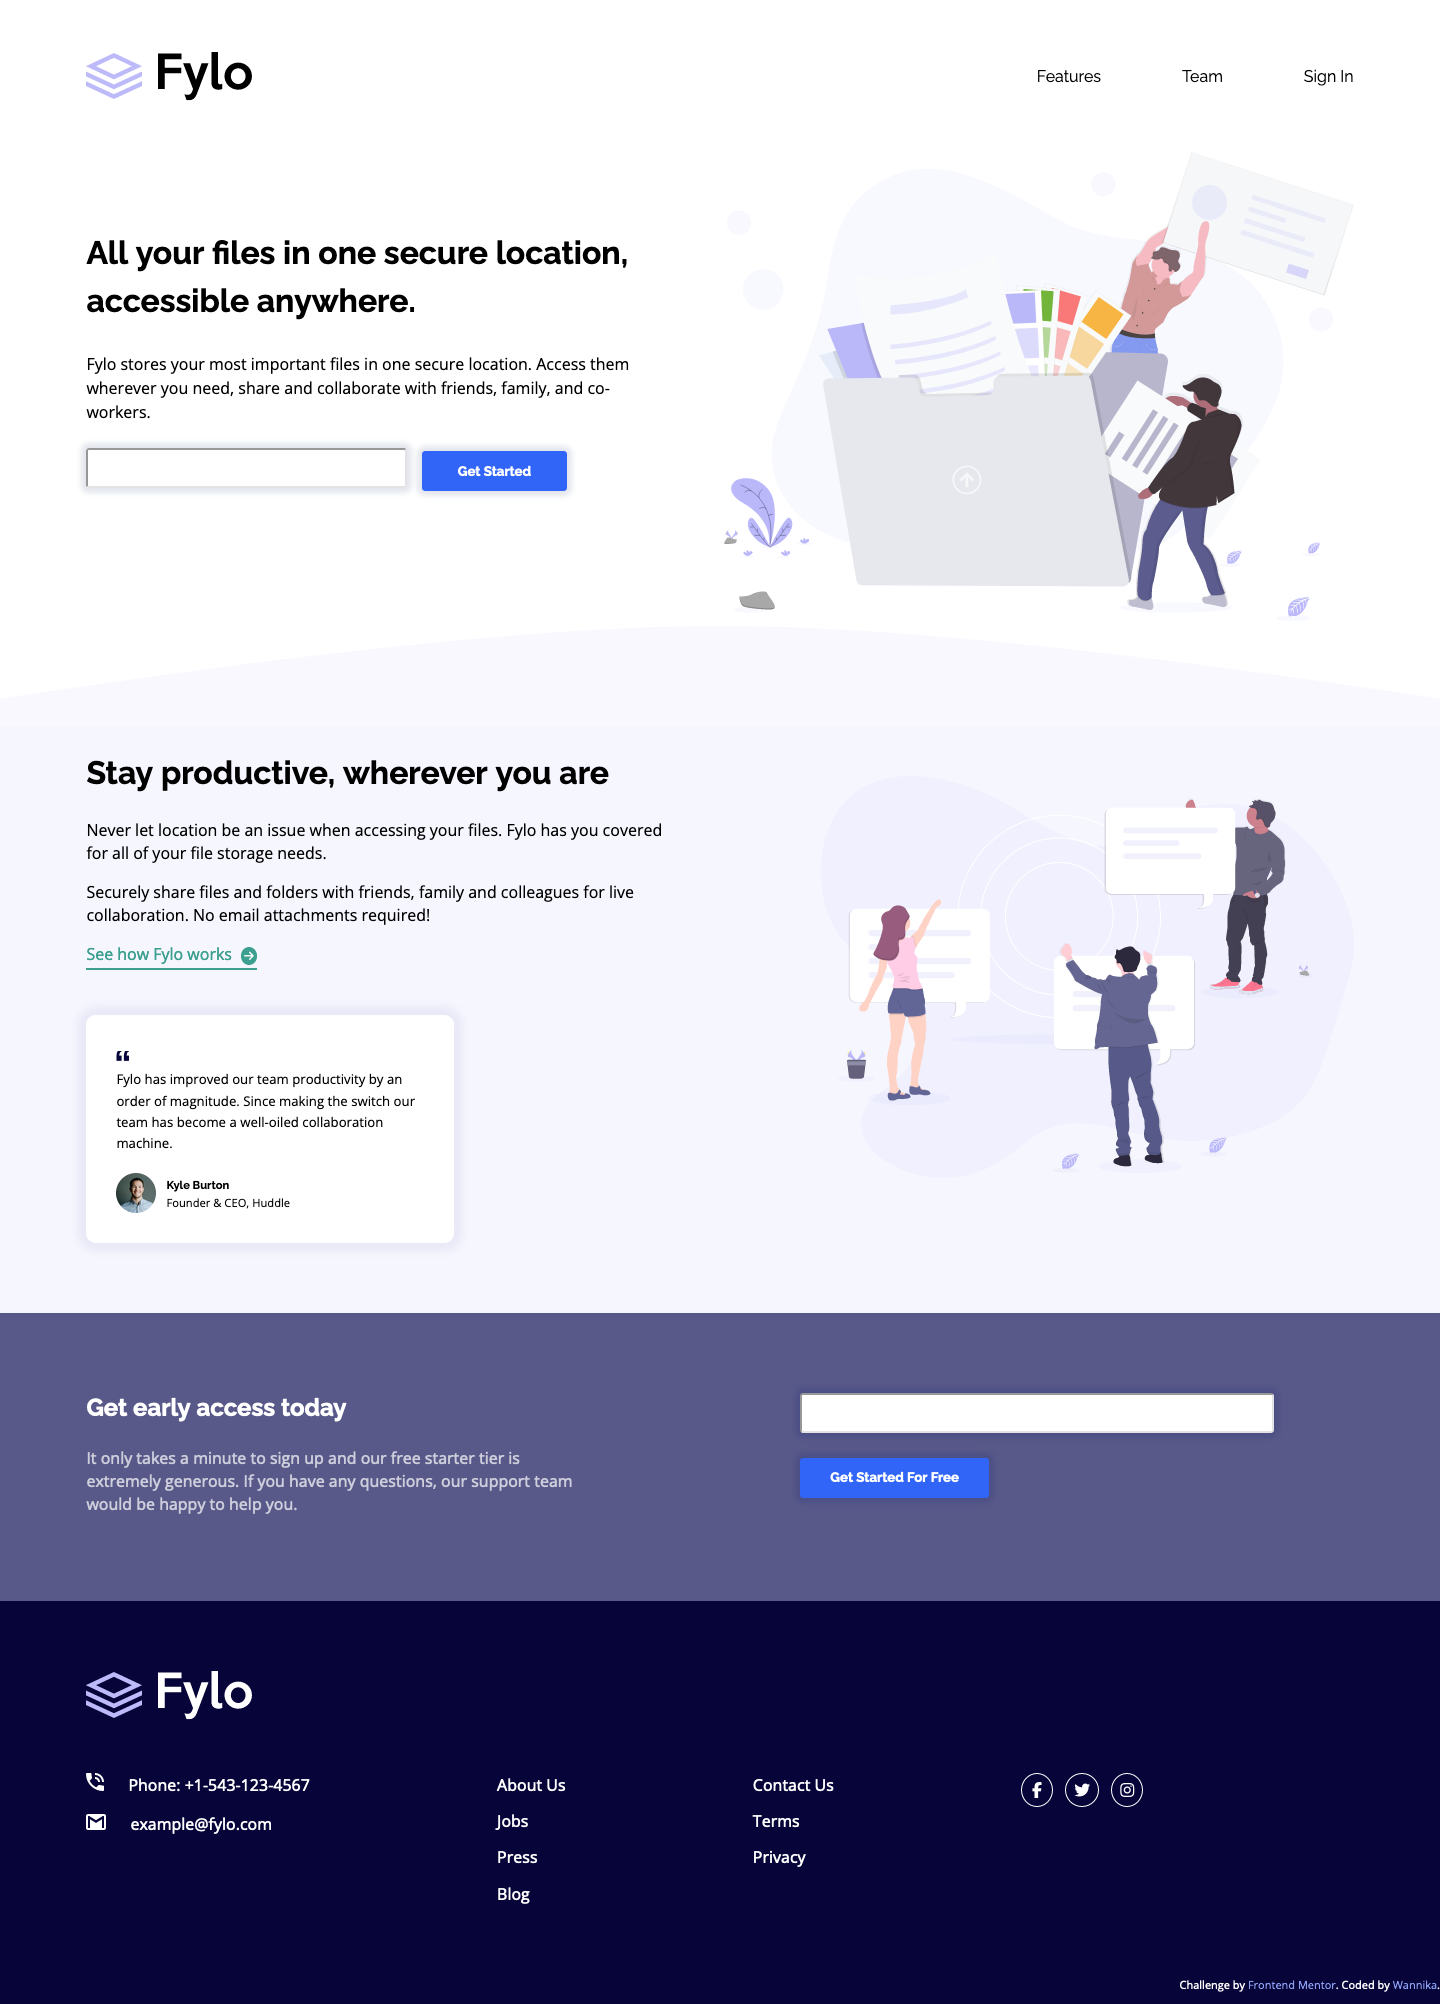 Fylo
Features
Team
Sign In
All your files in one secure location,
accessible anywhere.
Fylo stores your most important files in one secure location. Access them
wherever you need, share and collaborate with friends, family, and co-
workers.
Get Started
Stay productive, wherever you are
Never let location be an issue when accessing your files. Fylo has you covered
for all of your file storage needs.
Securely share files and folders with friends, family and colleagues for live
collaboration. No email attachments required!
See how Fylo works
“
Fylo has improved our team productivity by an
order of magnitude. Since making the switch our
team has become a well-oiled collaboration
machine.
Kyle Burton
Founder & CEO, Huddle
Get early access today
It only takes a minute to sign up and our free starter tier is
extremely generous. If you have any questions, our support team
would be happy to help you.
Get Started For Free
Fylo
Phone: +1-543-123-4567
example@fylo.com
About Us
Jobs
Press
Blog
Contact Us
Terms
Privacy
Challenge by Frontend Mentor. Coded by Wannika.